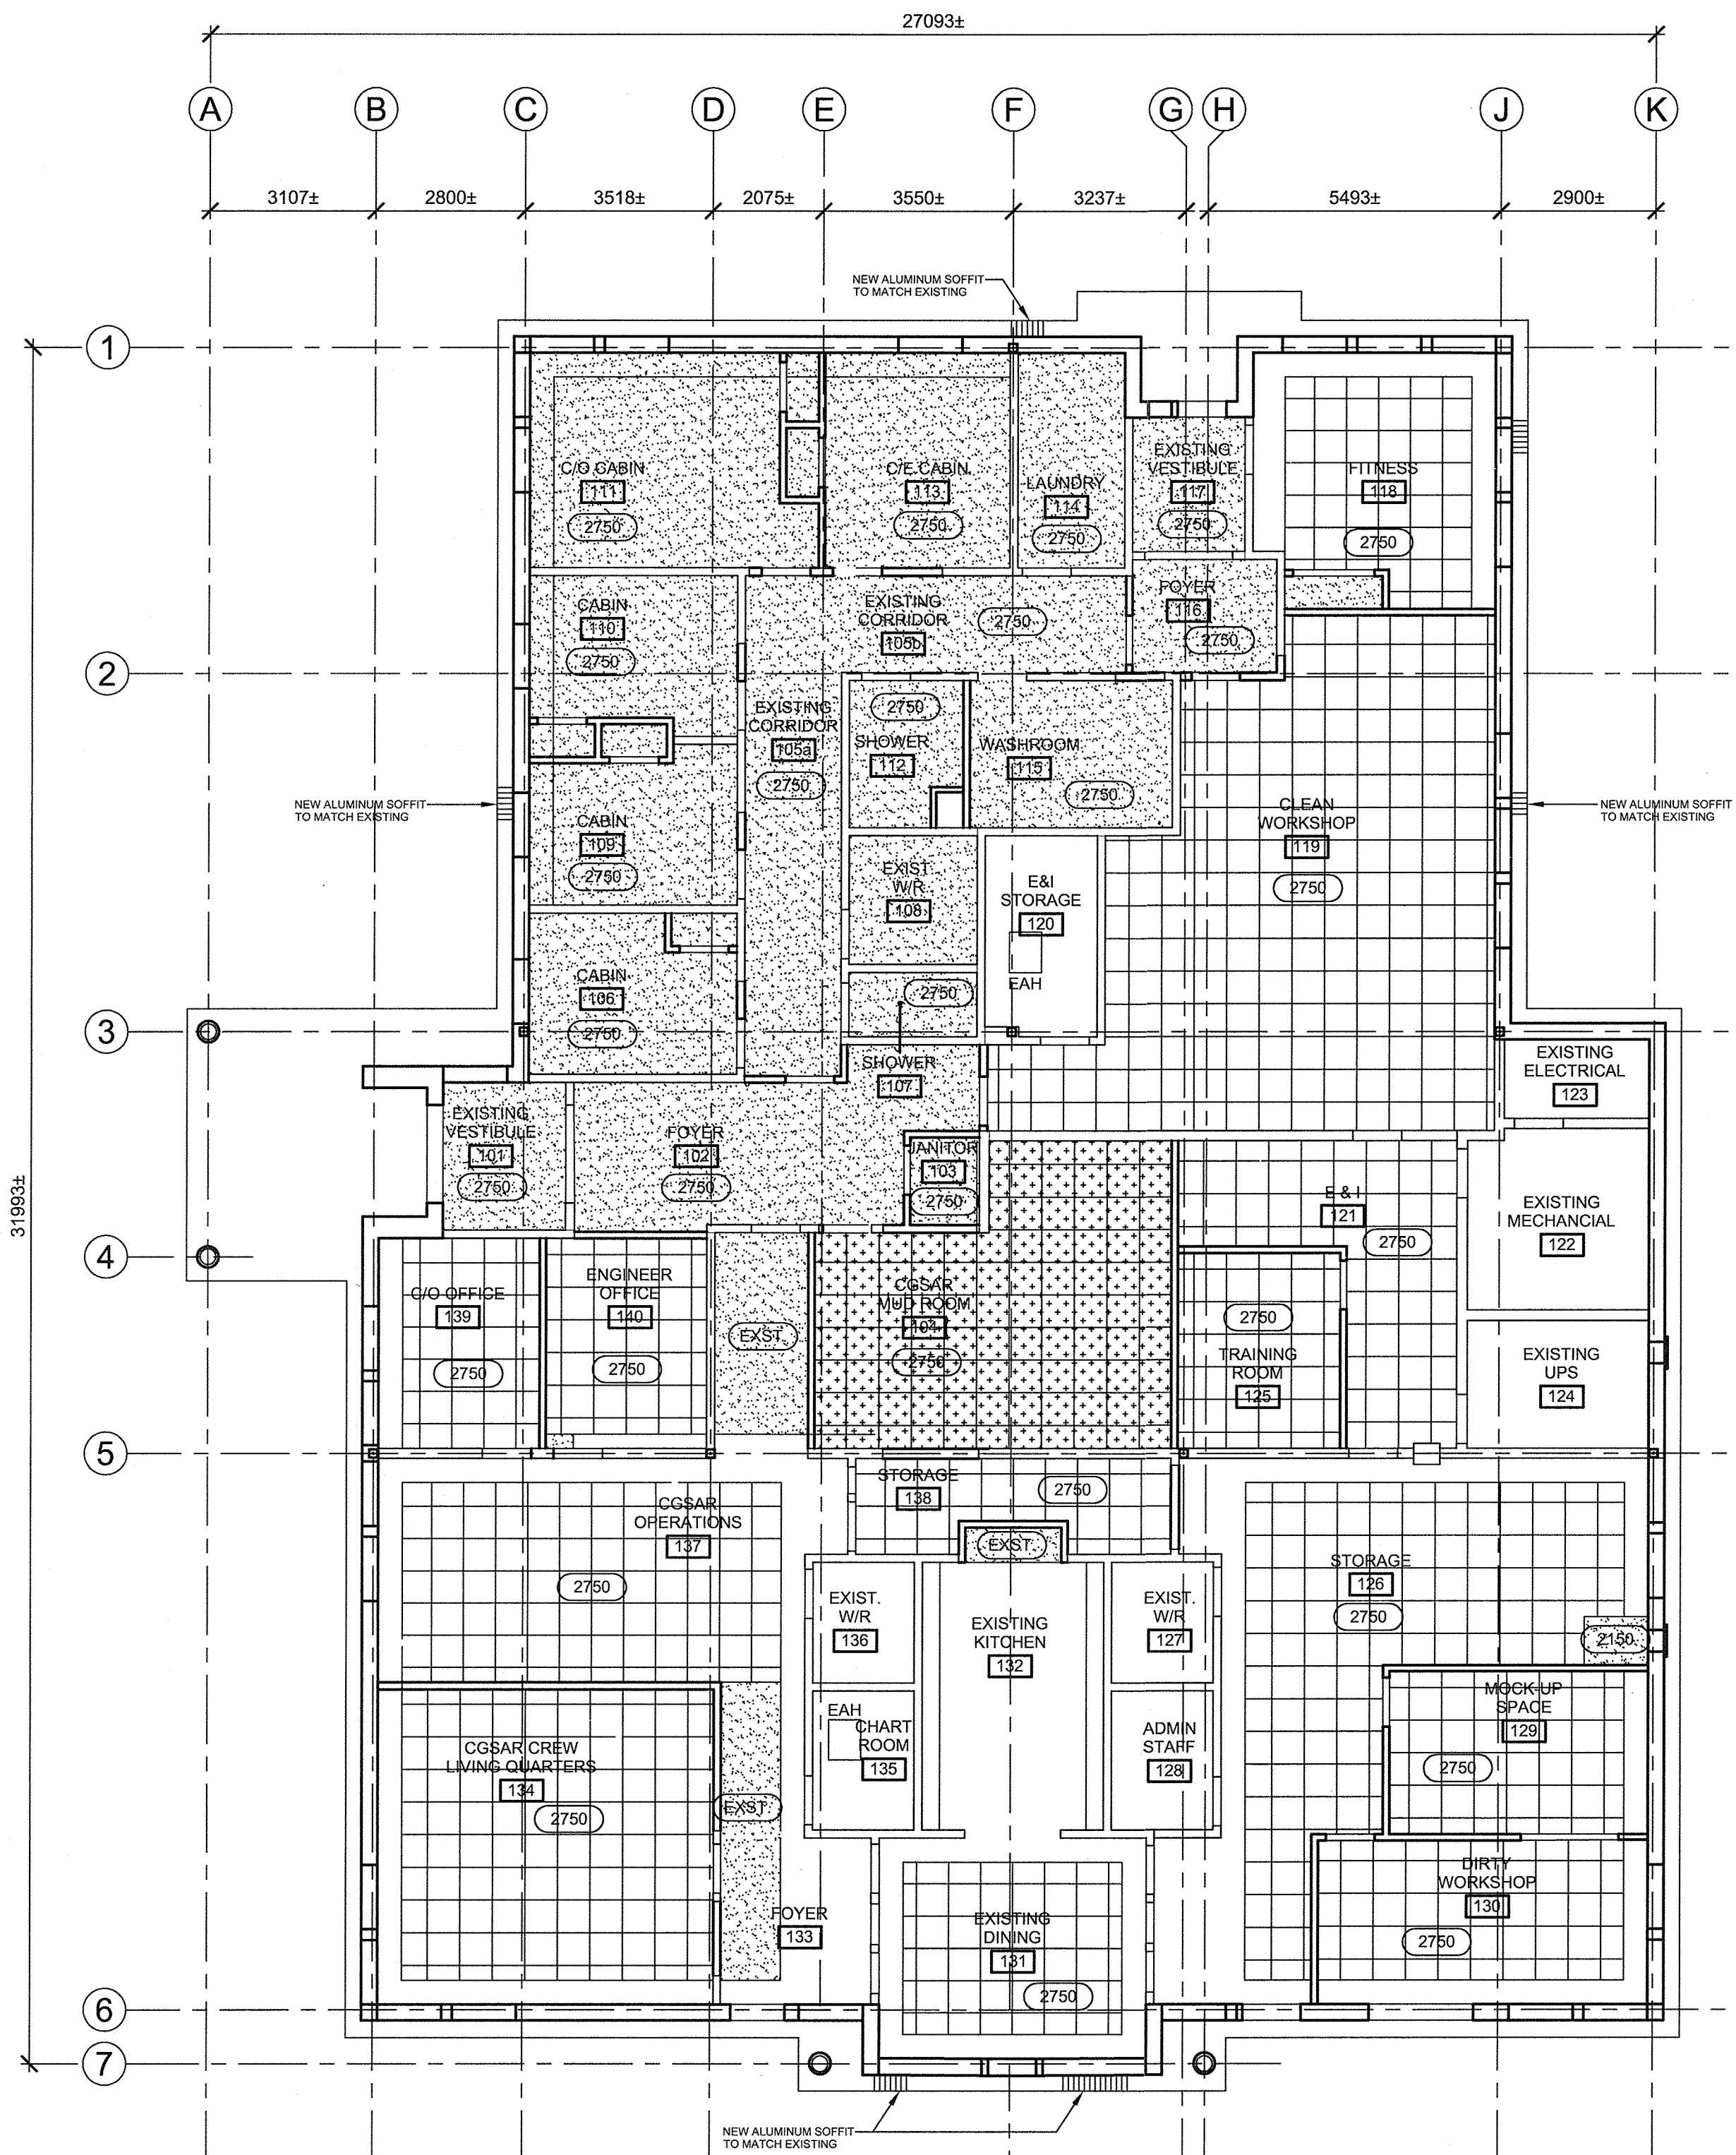 27093±
A
B
C
D
E
F
G
H
J
K
3107±
2800±
3518±
2075±
3550±
3237±
5493±
2900±
NEW ALUMINUM SOFFIT
TO MATCH EXISTING
1
C/O CABIN
111
2750
C/E CABIN
113
2750
LAUNDRY
114
2750
EXISTING
VESTIBULE
117
2750
FITNESS
118
2750
CABIN
110
2750
EXISTING
CORRIDOR
105b
2750
FOYER
116
2750
2
EXISTING
CORRIDOR
105a
2750
2750
SHOWER
112
WASHROOM
115
2750
NEW ALUMINUM SOFFIT
TO MATCH EXISTING
CLEAN
WORKSHOP
119
2750
NEW ALUMINUM SOFFIT
TO MATCH EXISTING
CABIN
109
2750
EXIST.
W/R
108
E&I
STORAGE
120
EAH
CABIN
106
2750
2750
3
SHOWER
107
EXISTING
ELECTRICAL
123
EXISTING
VESTIBULE
101
2750
FOYER
102
2750
JANITOR
103
2750
31993±
E & I
121
2750
EXISTING
MECHANCIAL
122
4
C/O OFFICE
139
2750
ENGINEER
OFFICE
140
2750
EXST.
CGSAR
MUD ROOM
104
2750
2750
TRAINING
ROOM
125
EXISTING
UPS
124
5
STORAGE
138
2750
EXST.
CGSAR
OPERATIONS
137
2750
EXIST.
W/R
136
EXISTING
KITCHEN
132
EXIST.
W/R
127
STORAGE
126
2750
2150
EAH
CHART
ROOM
135
ADMIN
STAFF
128
MOCK-UP
SPACE
129
2750
CGSAR CREW
LIVING QUARTERS
134
2750
EXST.
DIRTY
WORKSHOP
130
2750
FOYER
133
EXISTING
DINING
131
2750
6
7
NEW ALUMINUM SOFFIT
TO MATCH EXISTING